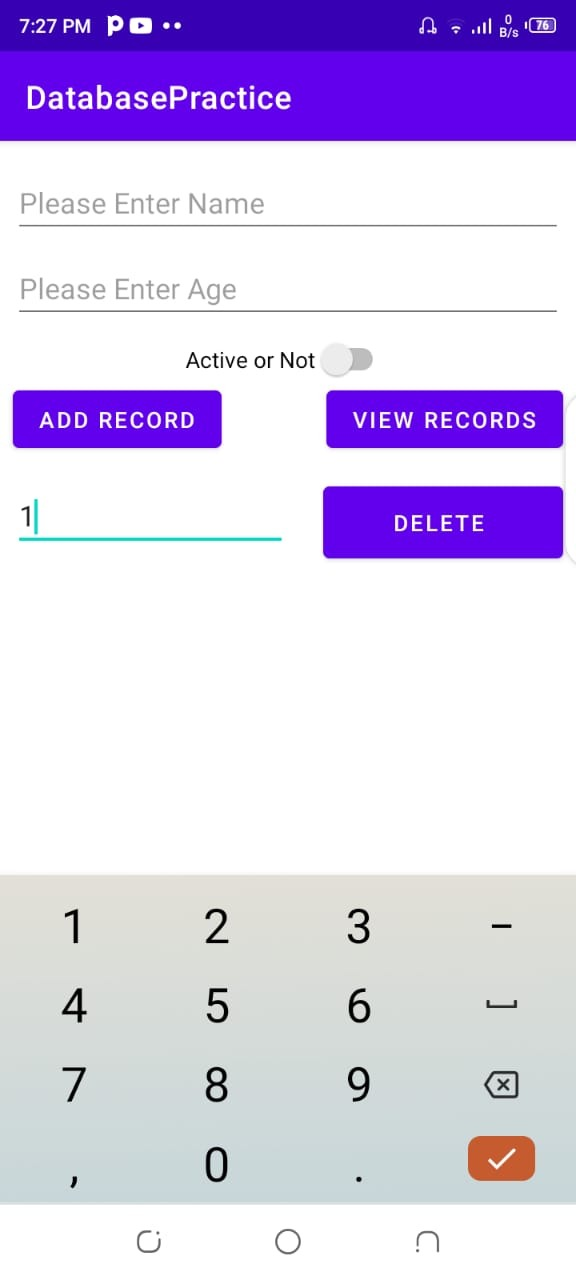 7:27 PM
0 B/s 76
DatabasePractice
Please Enter Name
Please Enter Age
Active or Not
ADD RECORD VIEW RECORDS
1 DELETE
1 2 3 -
4 5 6
7 8 9
, 0 .